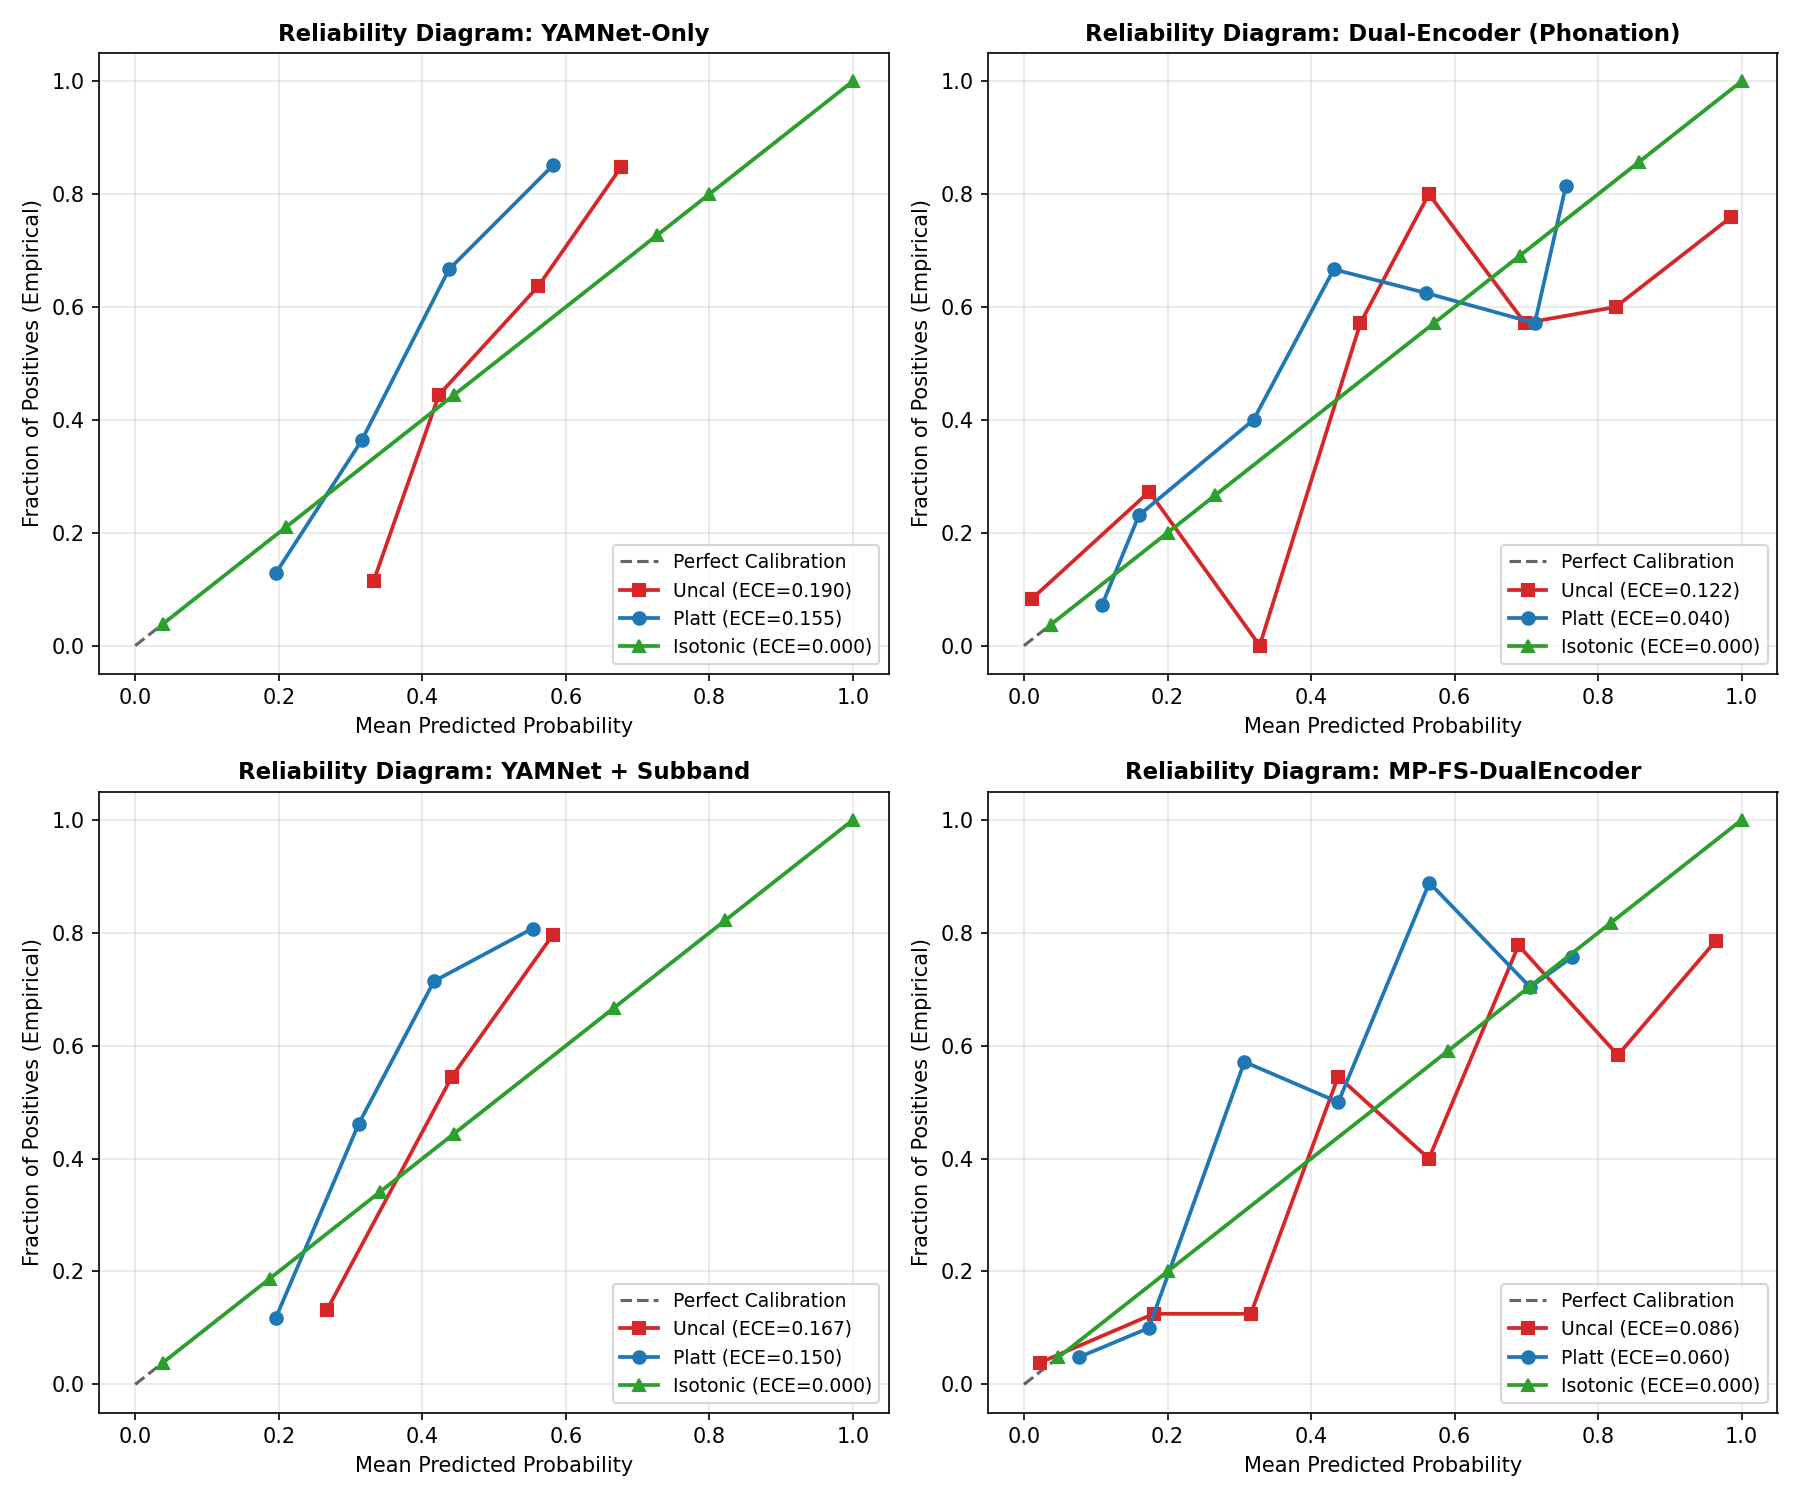 Reliability Diagram: YAMNet-Only
Fraction of Positives (Empirical)
1.0
0.8
0.6
0.4
0.2
0.0
Perfect Calibration
Uncal (ECE=0.190)
Platt (ECE=0.155)
Isotonic (ECE=0.000)
0.0 0.2 0.4 0.6 0.8 1.0
Mean Predicted Probability
Reliability Diagram: Dual-Encoder (Phonation)
Fraction of Positives (Empirical)
1.0
0.8
0.6
0.4
0.2
0.0
Perfect Calibration
Uncal (ECE=0.122)
Platt (ECE=0.040)
Isotonic (ECE=0.000)
0.0 0.2 0.4 0.6 0.8 1.0
Mean Predicted Probability
Reliability Diagram: YAMNet + Subband
Fraction of Positives (Empirical)
1.0
0.8
0.6
0.4
0.2
0.0
Perfect Calibration
Uncal (ECE=0.167)
Platt (ECE=0.150)
Isotonic (ECE=0.000)
0.0 0.2 0.4 0.6 0.8 1.0
Mean Predicted Probability
Reliability Diagram: MP-FS-DualEncoder
Fraction of Positives (Empirical)
1.0
0.8
0.6
0.4
0.2
0.0
Perfect Calibration
Uncal (ECE=0.086)
Platt (ECE=0.060)
Isotonic (ECE=0.000)
0.0 0.2 0.4 0.6 0.8 1.0
Mean Predicted Probability